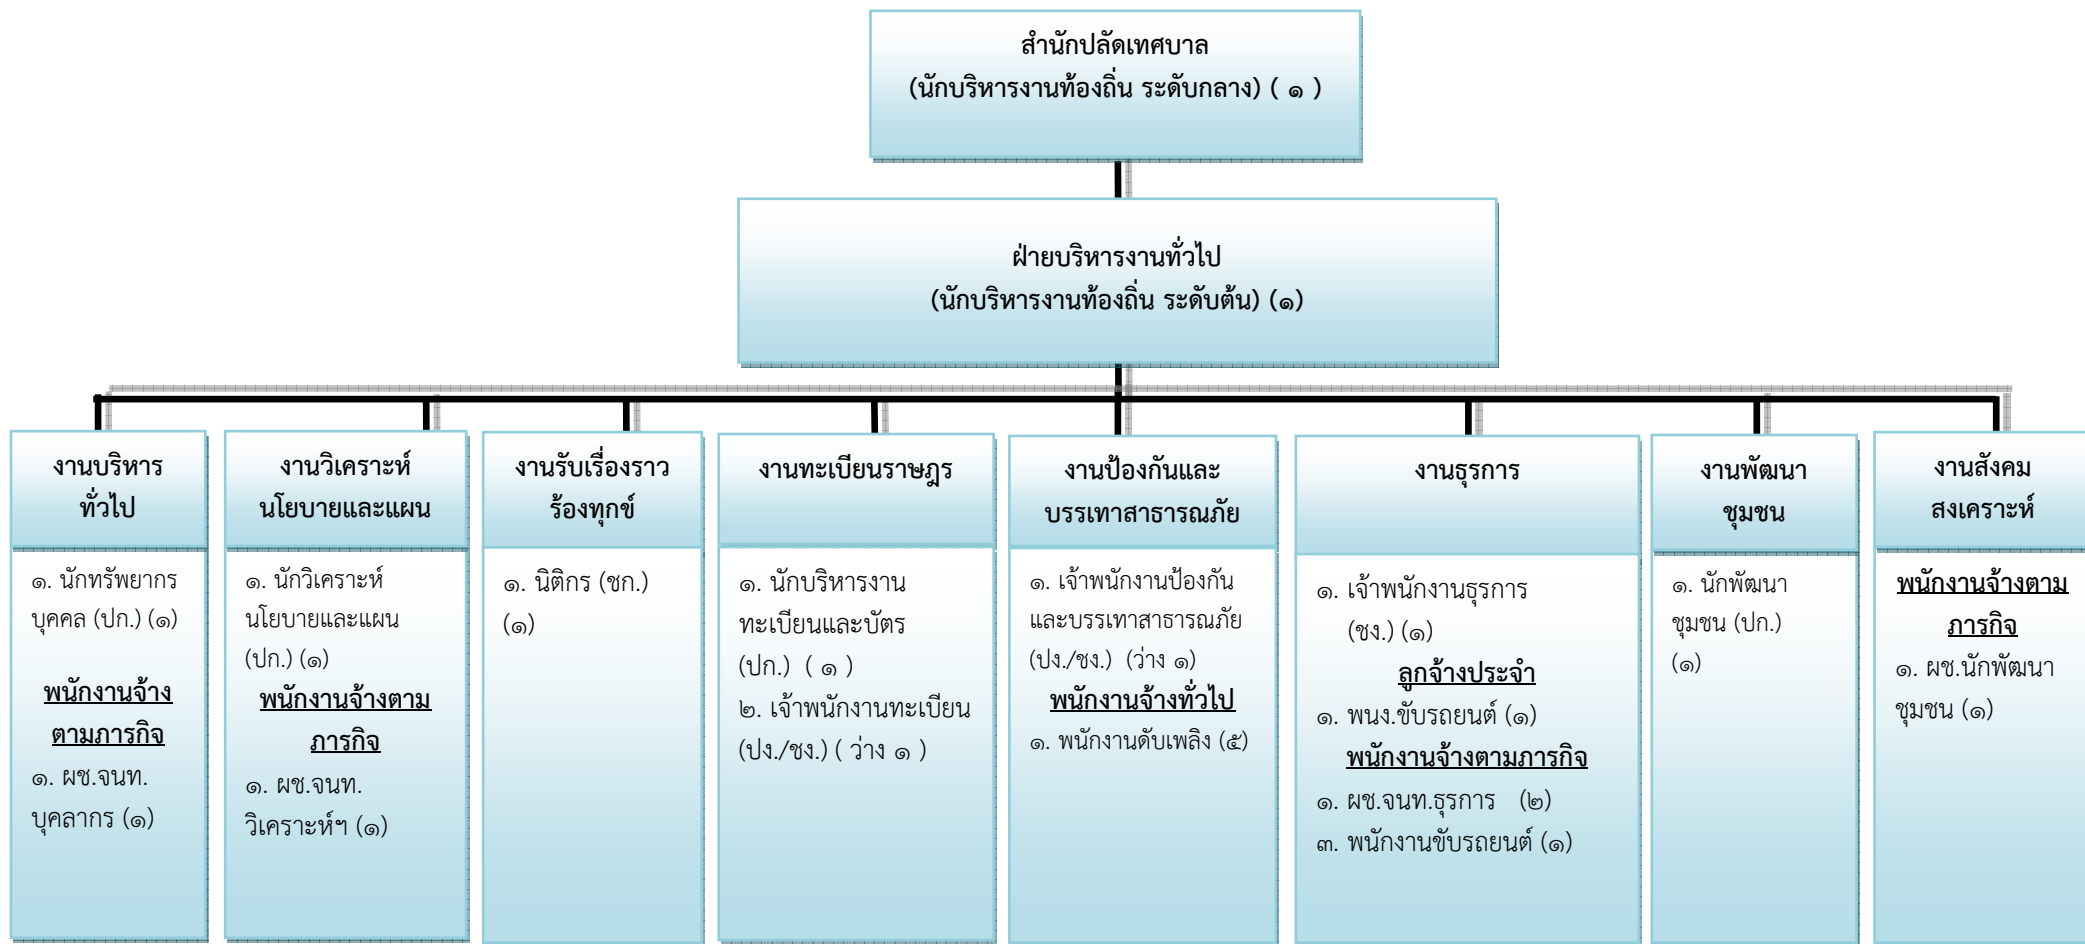 สำนักปลัดเทศบาล
(นักบริหารงานท้องถิ่น ระดับกลาง) ( ๑ )
ฝ่ายบริหารงานทั่วไป
(นักบริหารงานท้องถิ่น ระดับต้น) (๑)
งานบริหาร
ทั่วไป
๑. นักทรัพยากร
บุคคล (ปก.) (๑)
พนักงานจ้าง
ตามภารกิจ
๑. ผช.จนท.
บุคลากร (๑)
งานวิเคราะห์
นโยบายและแผน
๑. นักวิเคราะห์
นโยบายและแผน
(ปก.) (๑)
พนักงานจ้างตาม
ภารกิจ
๑. ผช.จนท.
วิเคราะห์ฯ (๑)
งานรับเรื่องราว
ร้องทุกข์
๑. นิติกร (ชก.)
(๑)
งานทะเบียนราษฎร
๑. นักบริหารงาน
ทะเบียนและบัตร
(ปก.) ( ๑ )
๒. เจ้าพนักงานทะเบียน
(ปง./ชง.) ( ว่าง ๑ )
งานป้องกันและ
บรรเทาสาธารณภัย
๑. เจ้าพนักงานป้องกัน
และบรรเทาสาธารณภัย
(ปง./ชง.) (ว่าง ๑)
พนักงานจ้างทั่วไป
๑. พนักงานดับเพลิง (๕)
งานธุรการ
๑. เจ้าพนักงานธุรการ
(ชง.) (๑)
ลูกจ้างประจำ
๑. พนง.ขับรถยนต์ (๑)
พนักงานจ้างตามภารกิจ
๑. ผช.จนท.ธุรการ (๒)
๓. พนักงานขับรถยนต์ (๑)
งานพัฒนา
ชุมชน
๑. นักพัฒนา
ชุมชน (ปก.)
(๑)
งานสังคม
สงเคราะห์
พนักงานจ้างตาม
ภารกิจ
๑. ผช.นักพัฒนา
ชุมชน (๑)